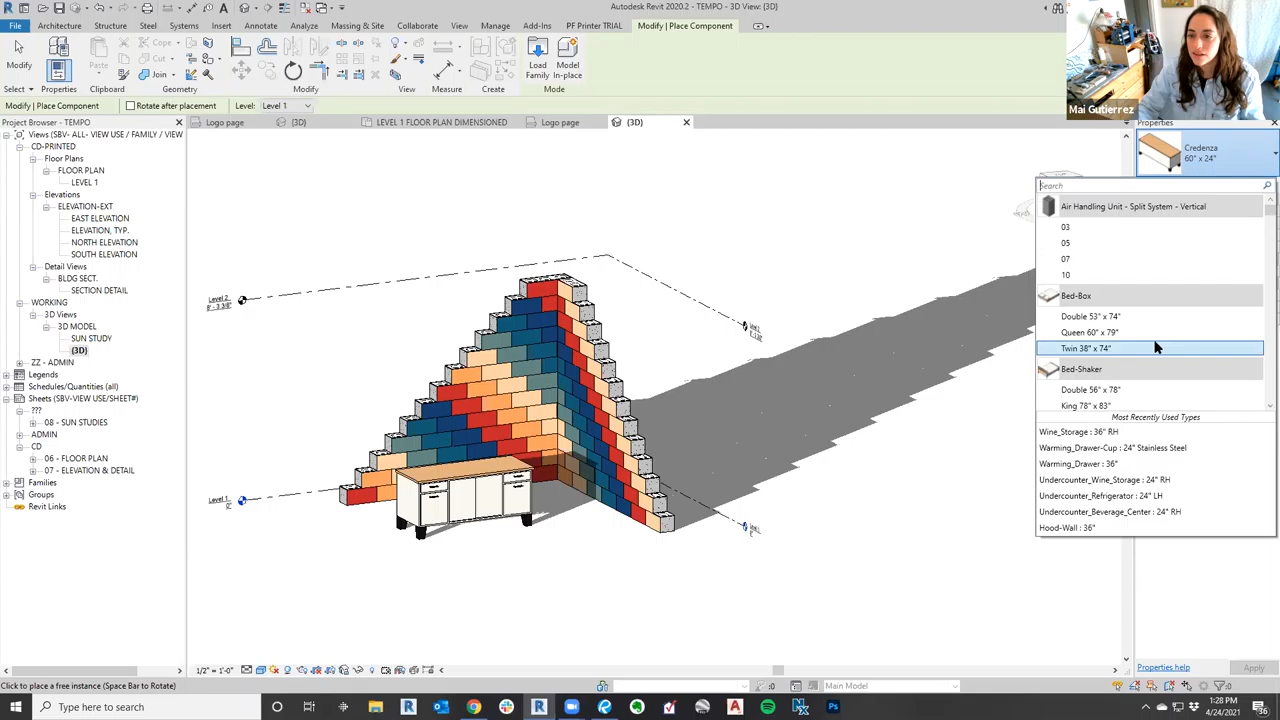 Autodesk Revit 2020.2 - TEMPO - 3D View: {3D}
File Architecture Structure Steel Systems Insert Annotate Analyze Massing & Site Collaborate View Manage Add-Ins PF Printer TRIAL Modify | Place Component
Modify
Paste
Cope
Cut
Join
Load Family
Model In-place
Select Properties Clipboard Geometry Modify View Measure Create Mode
Mai Gutierrez
Modify | Place Component Rotate after placement Level: Level 1
Project Browser - TEMPO
Logo page {3D} LEVEL 1 FLOOR PLAN DIMENSIONED Logo page {3D}
Properties
Views (SBV- ALL- VIEW USE / FAMILY / VIEW
CD-PRINTED
Floor Plans
FLOOR PLAN
LEVEL 1
Elevations
ELEVATION-EXT
EAST ELEVATION
ELEVATION, TYP.
NORTH ELEVATION
SOUTH ELEVATION
Detail Views
BLDG SECT.
SECTION DETAIL
WORKING
3D Views
3D MODEL
SUN STUDY
{3D}
ZZ - ADMIN
Legends
Schedules/Quantities (all)
Sheets (SBV-VIEW USE/SHEET#)
???
08 - SUN STUDIES
ADMIN
CD
06 - FLOOR PLAN
07 - ELEVATION & DETAIL
Families
Groups
Revit Links
Level 2
8' - 3 3/8"
Level 1
0"
Credenza
60" x 24"
Search
Air Handling Unit - Split System - Vertical
03
05
07
10
Bed-Box
Double 53" x 74"
Queen 60" x 79"
Twin 38" x 74"
Bed-Shaker
Double 56" x 78"
King 78" x 83"
Most Recently Used Types
Wine_Storage : 36" RH
Warming_Drawer-Cup : 24" Stainless Steel
Warming_Drawer : 36"
Undercounter_Wine_Storage : 24" RH
Undercounter_Refrigerator : 24" LH
Undercounter_Beverage_Center : 24" RH
Hood-Wall : 36"
Properties help Apply
1/2" = 1'-0"
Click to place a free instance (Space Bar to Rotate)
:0 Main Model :0
Type here to search
1:28 PM
4/24/2021
36